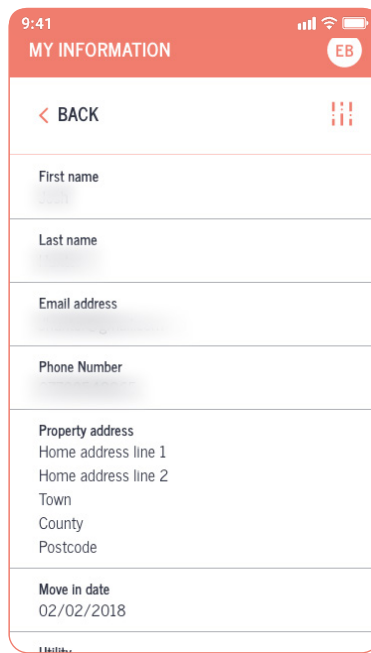 9:41
MY INFORMATION
EB
BACK
First name
Last name
Email address
Phone Number
Property address
Home address line 1
Home address line 2
Town
County
Postcode
Move in date
02/02/2018
Utility